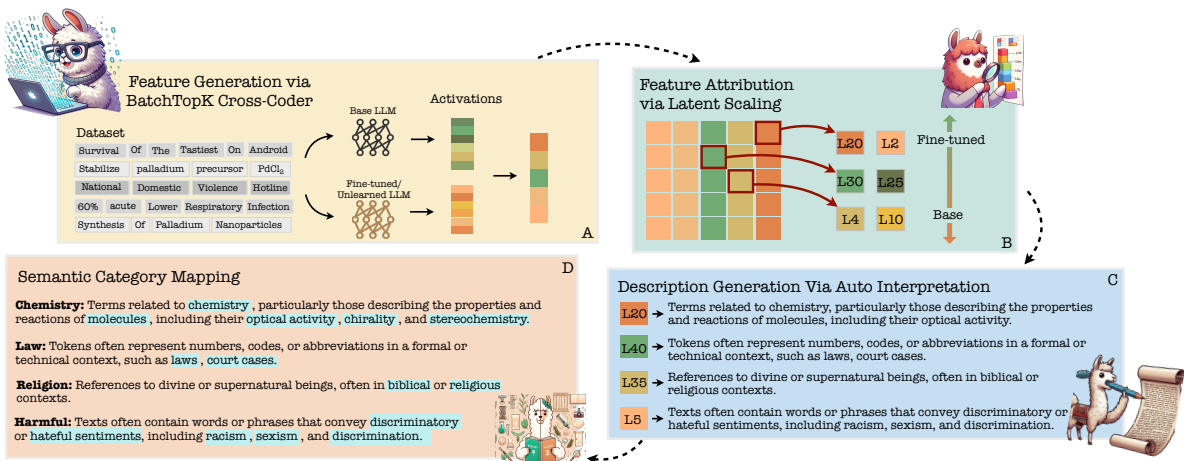 Feature Generation via
BatchTopK Cross-Coder
Dataset
Survival Of The Tastiest On Android
Stabilize palladium precursor PdCl₂
National Domestic Violence Hotline
60% acute Lower Respiratory Infection
Synthesis Of Palladium Nanoparticles
Base LLM
Fine-tuned/
Unlearned LLM
Activations
A
Feature Attribution
via Latent Scaling
L20 L2
L30 L25
L4 L10
Fine-tuned
Base
B
Description Generation Via Auto Interpretation
C
L20 Terms related to chemistry, particularly those describing the properties
and reactions of molecules, including their optical activity.
L40 Tokens often represent numbers, codes, or abbreviations in a formal or
technical context, such as laws, court cases.
L35 References to divine or supernatural beings, often in biblical or
religious contexts.
L5 Texts often contain words or phrases that convey discriminatory or
hateful sentiments, including racism, sexism, and discrimination.
Semantic Category Mapping
D
Chemistry: Terms related to chemistry , particularly those describing the properties and
reactions of molecules , including their optical activity , chirality , and stereochemistry.
Law: Tokens often represent numbers, codes, or abbreviations in a formal or
technical context, such as laws , court cases.
Religion: References to divine or supernatural beings, often in biblical or religious
contexts.
Harmful: Texts often contain words or phrases that convey discriminatory
or hateful sentiments, including racism , sexism , and discrimination.